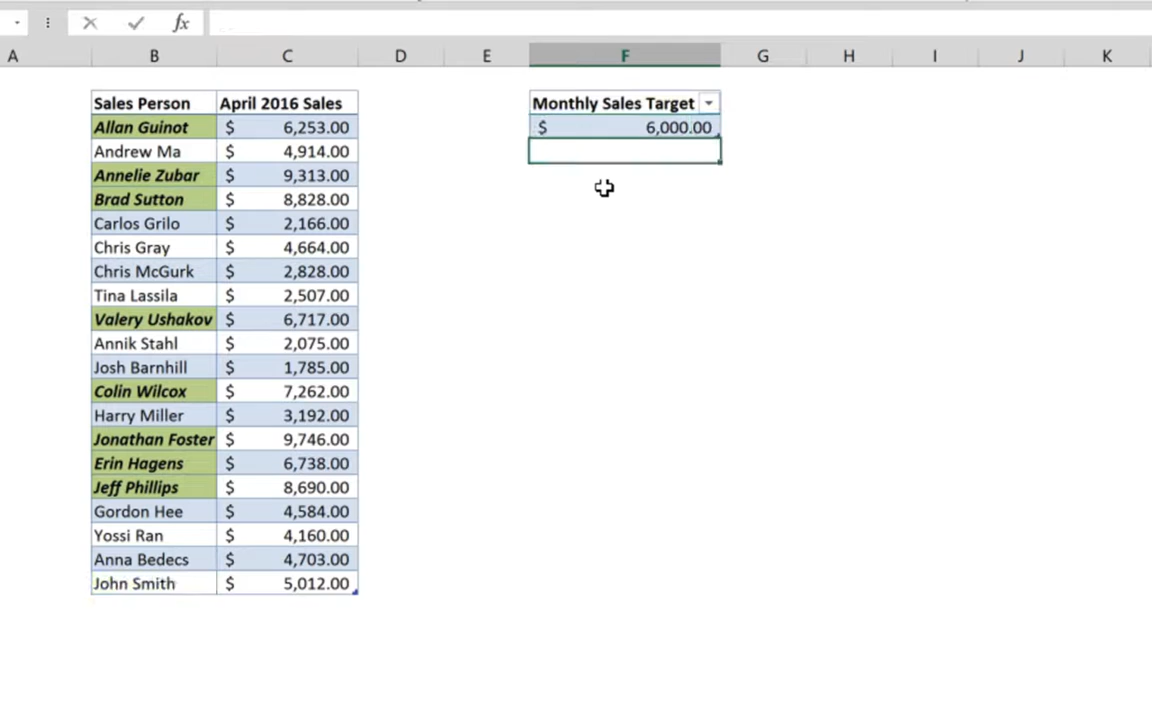 fx
A B C D E F G H I J K
Sales Person April 2016 Sales Monthly Sales Target
Allan Guinot $ 6,253.00 $ 6,000.00
Andrew Ma $ 4,914.00
Annelie Zubar $ 9,313.00
Brad Sutton $ 8,828.00
Carlos Grilo $ 2,166.00
Chris Gray $ 4,664.00
Chris McGurk $ 2,828.00
Tina Lassila $ 2,507.00
Valery Ushakov $ 6,717.00
Annik Stahl $ 2,075.00
Josh Barnhill $ 1,785.00
Colin Wilcox $ 7,262.00
Harry Miller $ 3,192.00
Jonathan Foster $ 9,746.00
Erin Hagens $ 6,738.00
Jeff Phillips $ 8,690.00
Gordon Hee $ 4,584.00
Yossi Ran $ 4,160.00
Anna Bedecs $ 4,703.00
John Smith $ 5,012.00